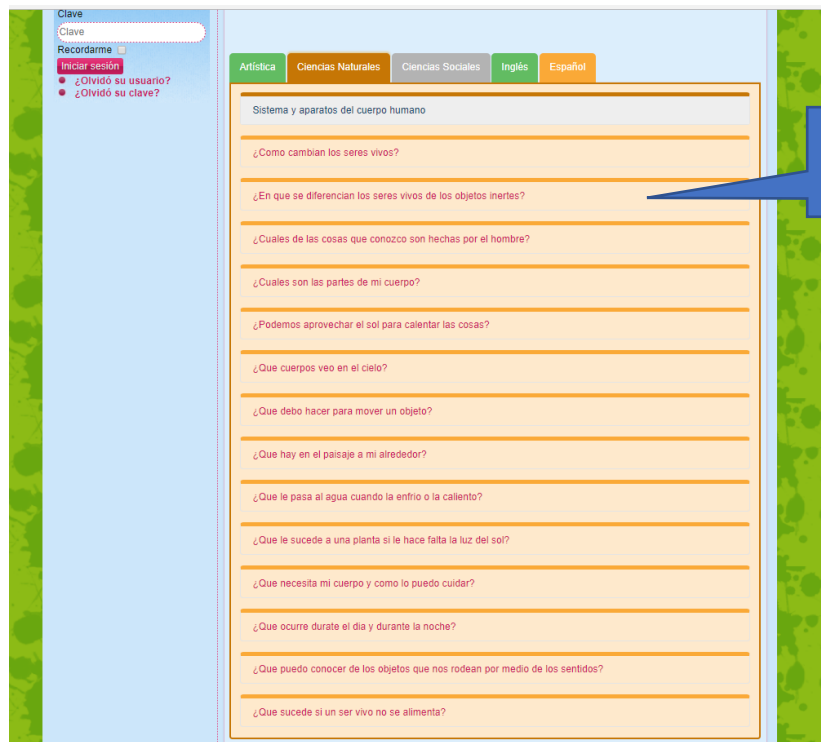 Clave
Clave
Recordarme
Iniciar sesión
¿Olvidó su usuario?
¿Olvidó su clave?
Artística Ciencias Naturales Ciencias Sociales Inglés Español
Sistema y aparatos del cuerpo humano
¿Como cambian los seres vivos?
¿En que se diferencian los seres vivos de los objetos inertes?
¿Cuales de las cosas que conozco son hechas por el hombre?
¿Cuales son las partes de mi cuerpo?
¿Podemos aprovechar el sol para calentar las cosas?
¿Que cuerpos veo en el cielo?
¿Que debo hacer para mover un objeto?
¿Que hay en el paisaje a mi alrededor?
¿Que le pasa al agua cuando la enfrio o la caliento?
¿Que le sucede a una planta si le hace falta la luz del sol?
¿Que necesita mi cuerpo y como lo puedo cuidar?
¿Que ocurre durate el dia y durante la noche?
¿Que puedo conocer de los objetos que nos rodean por medio de los sentidos?
¿Que sucede si un ser vivo no se alimenta?